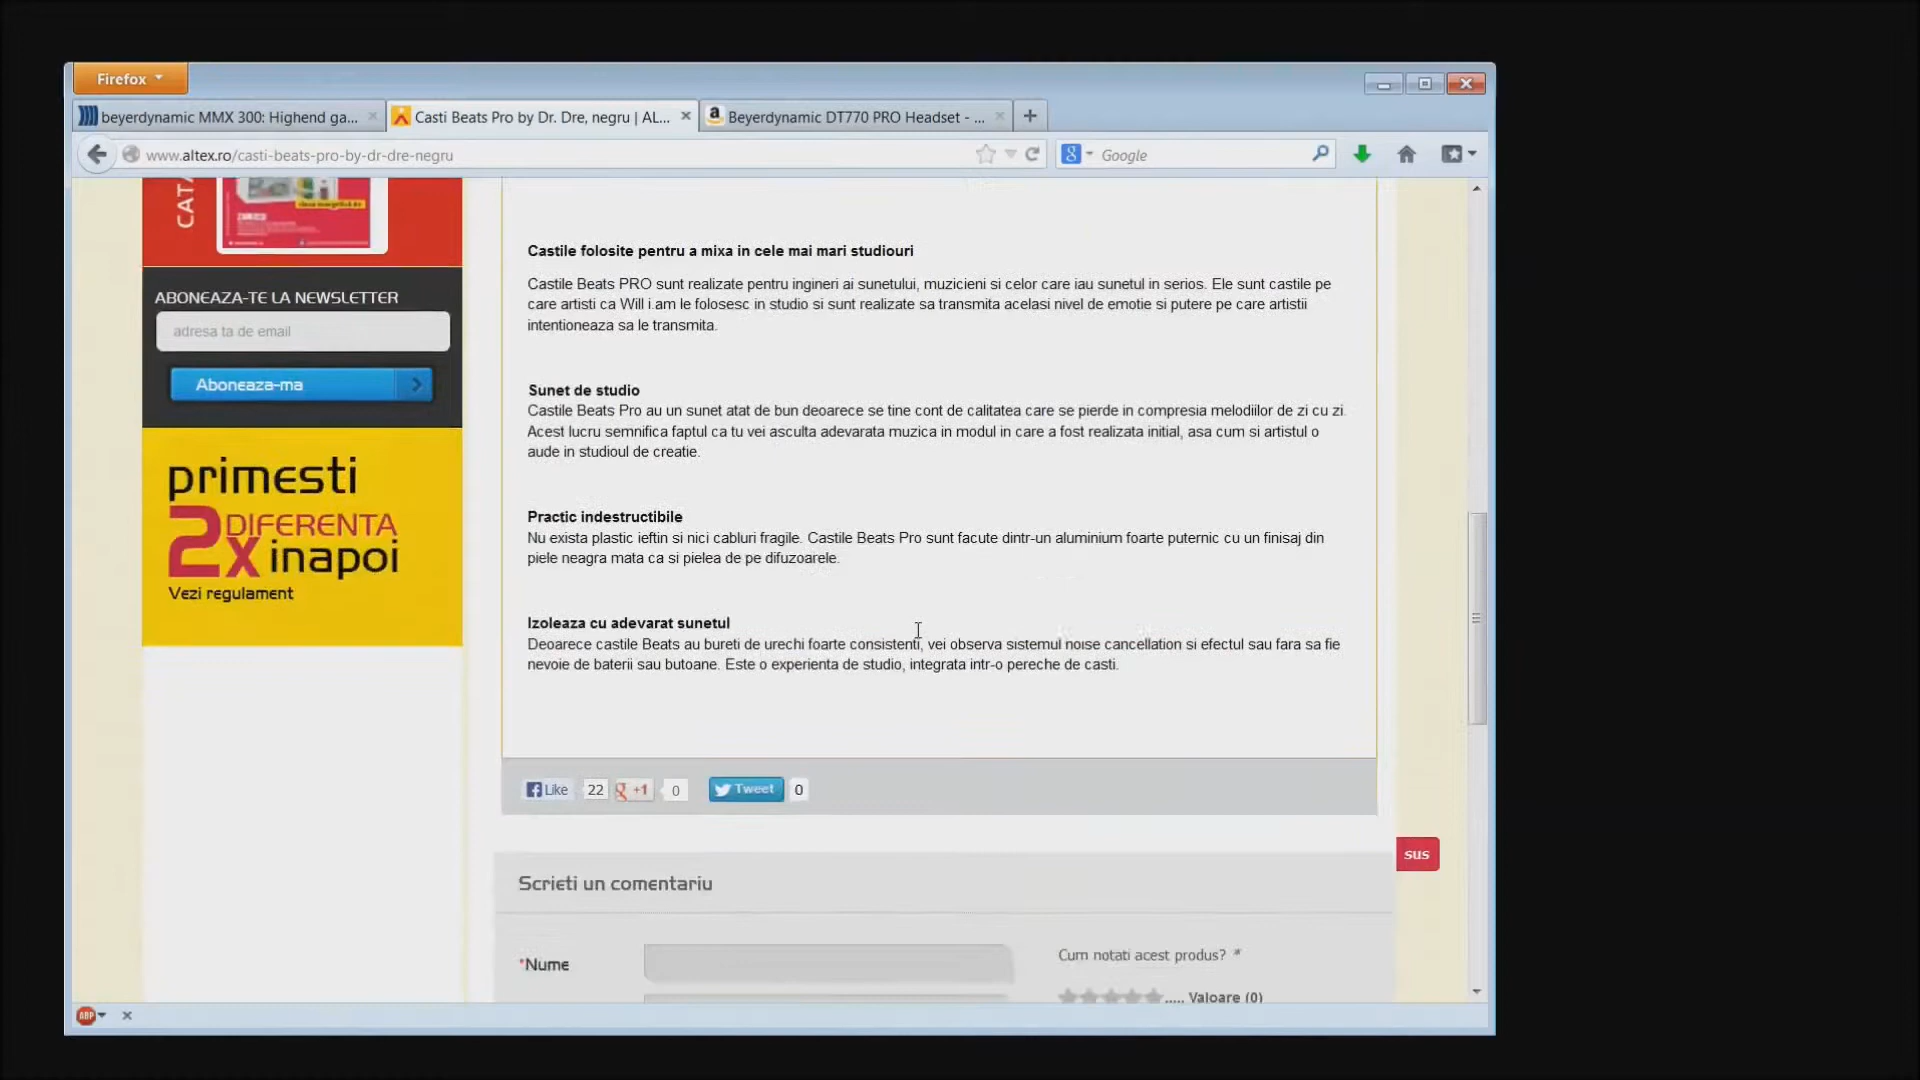 Firefox
beyerdynamic MMX 300: Highend ga...
Casti Beats Pro by Dr. Dre, negru | AL...
Beyerdynamic DT770 PRO Headset - ...
www.altex.ro/casti-beats-pro-by-dr-dre-negru
Google
CATA
ABONEAZA-TE LA NEWSLETTER
adresa ta de email
Aboneaza-ma
primesti
2x DIFERENTA
inapoi
Vezi regulament
Castile folosite pentru a mixa in cele mai mari studiouri
Castile Beats PRO sunt realizate pentru ingineri ai sunetului, muzicieni si celor care iau sunetul in serios. Ele sunt castile pe
care artisti ca Will i am le folosesc in studio si sunt realizate sa transmita acelasi nivel de emotie si putere pe care artistii
intentioneaza sa le transmita.
Sunet de studio
Castile Beats Pro au un sunet atat de bun deoarece se tine cont de calitatea care se pierde in compresia melodiilor de zi cu zi.
Acest lucru semnifica faptul ca tu vei asculta adevarata muzica in modul in care a fost realizata initial, asa cum si artistul o
aude in studioul de creatie.
Practic indestructibile
Nu exista plastic ieftin si nici cabluri fragile. Castile Beats Pro sunt facute dintr-un aluminium foarte puternic cu un finisaj din
piele neagra mata ca si pielea de pe difuzoarele.
Izoleaza cu adevarat sunetul
Deoarece castile Beats au bureti de urechi foarte consistenti, vei observa sistemul noise cancellation si efectul sau fara sa fie
nevoie de baterii sau butoane. Este o experienta de studio, integrata intr-o pereche de casti.
Like 22 +1 0 Tweet 0
sus
Scrieti un comentariu
*Nume
Cum notati acest produs? *
..... Valoare (0)
ABP